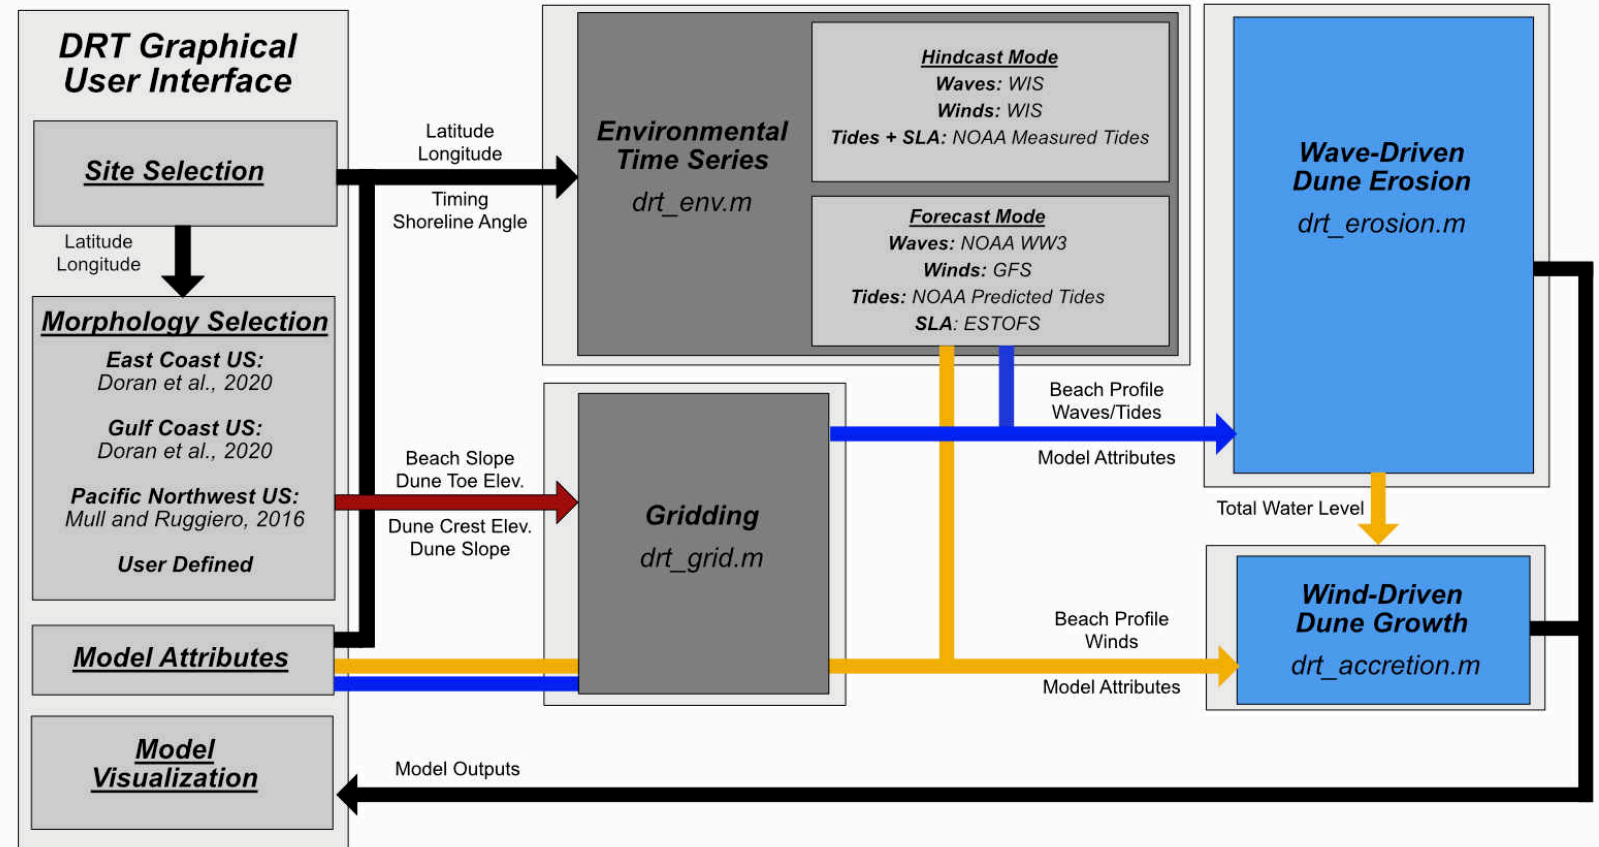 DRT Graphical
User Interface
Site Selection
Latitude
Longitude
Morphology Selection
East Coast US:
Doran et al., 2020
Gulf Coast US:
Doran et al., 2020
Pacific Northwest US:
Mull and Ruggiero, 2016
User Defined
Model Attributes
Model
Visualization
Latitude
Longitude
Timing
Shoreline Angle
Beach Slope
Dune Toe Elev.
Dune Crest Elev.
Dune Slope
Model Outputs
Environmental
Time Series
drt_env.m
Hindcast Mode
Waves: WIS
Winds: WIS
Tides + SLA: NOAA Measured Tides
Forecast Mode
Waves: NOAA WW3
Winds: GFS
Tides: NOAA Predicted Tides
SLA: ESTOFS
Gridding
drt_grid.m
Beach Profile
Waves/Tides
Model Attributes
Beach Profile
Winds
Model Attributes
Wave-Driven
Dune Erosion
drt_erosion.m
Total Water Level
Wind-Driven
Dune Growth
drt_accretion.m